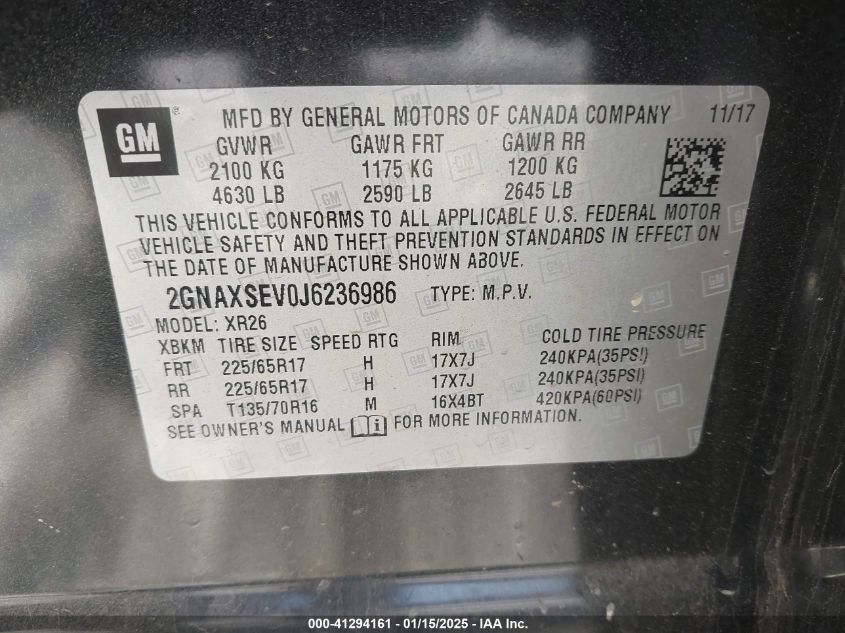 GM
®
MFD BY GENERAL MOTORS OF CANADA COMPANY 11/17
GVWR GAWR FRT GAWR RR
2100 KG 1175 KG 1200 KG
4630 LB 2590 LB 2645 LB
THIS VEHICLE CONFORMS TO ALL APPLICABLE U.S. FEDERAL MOTOR
VEHICLE SAFETY AND THEFT PREVENTION STANDARDS IN EFFECT ON
THE DATE OF MANUFACTURE SHOWN ABOVE.
2GNAXSEV0J6236986 TYPE: M.P.V.
MODEL: XR26
XBKM TIRE SIZE SPEED RTG RIM COLD TIRE PRESSURE
FRT 225/65R17 H 17X7J 240KPA(35PSI)
RR 225/65R17 H 17X7J 240KPA(35PSI)
SPA T135/70R16 M 16X4BT 420KPA(60PSI)
SEE OWNER'S MANUAL i FOR MORE INFORMATION.
000-41294161 - 01/15/2025 - IAA Inc.